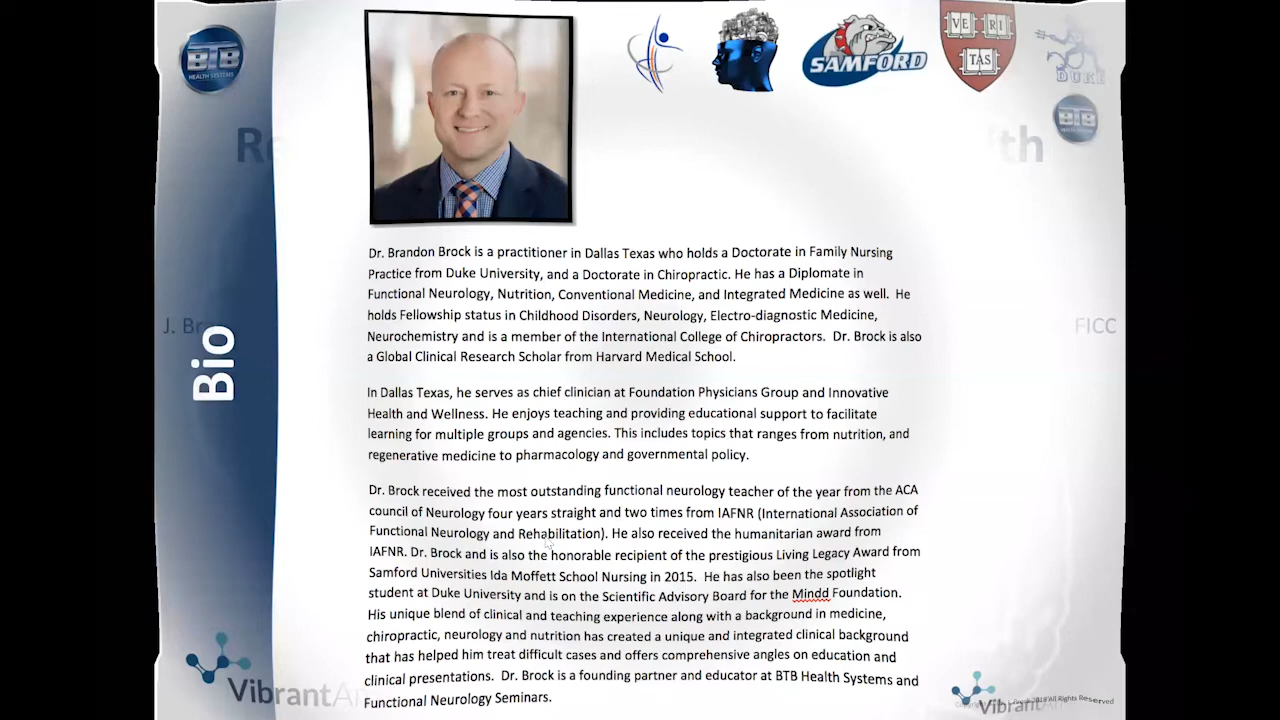 BTB
HEALTH SYSTEMS
SAMFORD
VE RI
TAS
DUKE
BTB
HEALTH SYSTEMS
th
J. Br
FICC
Bio
Dr. Brandon Brock is a practitioner in Dallas Texas who holds a Doctorate in Family Nursing
Practice from Duke University, and a Doctorate in Chiropractic. He has a Diplomate in
Functional Neurology, Nutrition, Conventional Medicine, and Integrated Medicine as well. He
holds Fellowship status in Childhood Disorders, Neurology, Electro-diagnostic Medicine,
Neurochemistry and is a member of the International College of Chiropractors. Dr. Brock is also
a Global Clinical Research Scholar from Harvard Medical School.
In Dallas Texas, he serves as chief clinician at Foundation Physicians Group and Innovative
Health and Wellness. He enjoys teaching and providing educational support to facilitate
learning for multiple groups and agencies. This includes topics that ranges from nutrition, and
regenerative medicine to pharmacology and governmental policy.
Dr. Brock received the most outstanding functional neurology teacher of the year from the ACA
council of Neurology four years straight and two times from IAFNR (International Association of
Functional Neurology and Rehabilitation). He also received the humanitarian award from
IAFNR. Dr. Brock and is also the honorable recipient of the prestigious Living Legacy Award from
Samford Universities Ida Moffett School Nursing in 2015. He has also been the spotlight
student at Duke University and is on the Scientific Advisory Board for the Mindd Foundation.
His unique blend of clinical and teaching experience along with a background in medicine,
chiropractic, neurology and nutrition has created a unique and integrated clinical background
that has helped him treat difficult cases and offers comprehensive angles on education and
clinical presentations. Dr. Brock is a founding partner and educator at BTB Health Systems and
Functional Neurology Seminars.
VibrantAm
VibrantAm
2018 All Rights Reserved